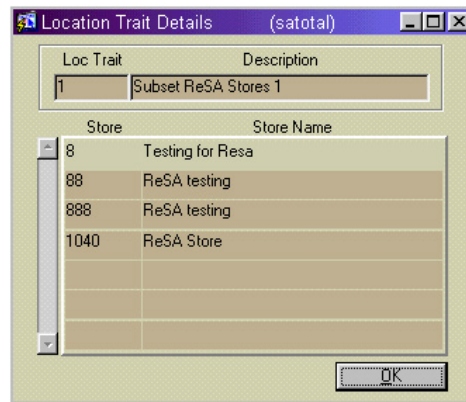 Location Trait Details (satotal)
Loc Trait Description
1 Subset ReSA Stores 1
Store Store Name
8 Testing for Resa
88 ReSA testing
888 ReSA testing
1040 ReSA Store
OK